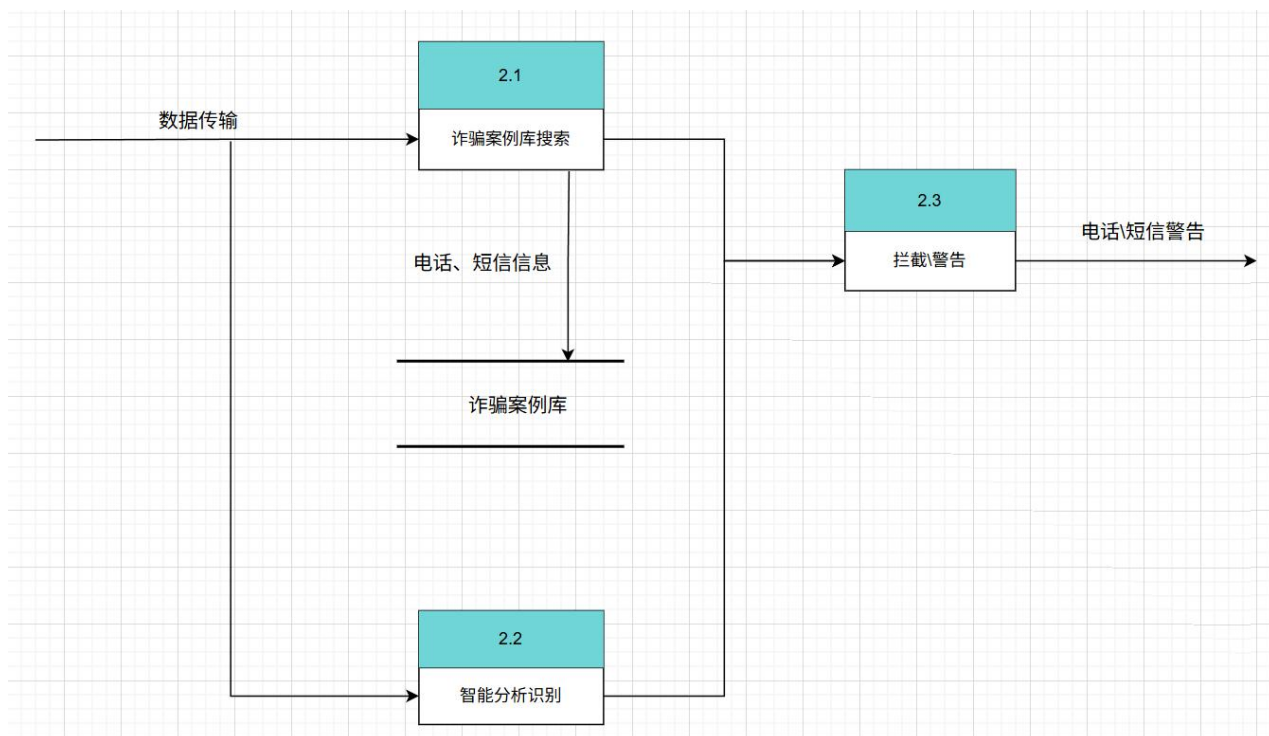 2.1
数据传输
诈骗案例库搜索
2.3
电话\短信警告
电话、短信信息
拦截\警告
诈骗案例库
2.2
智能分析识别